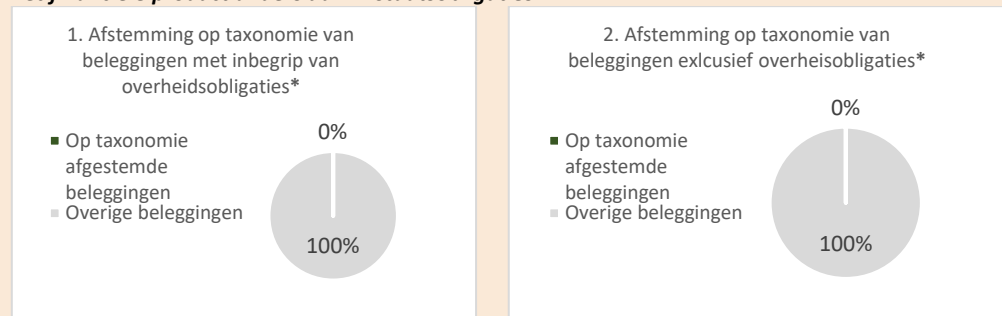 1. Afstemming op taxonomie van
beleggingen met inbegrip van
overheidsobligaties*
0%
Op taxonomie
afgestemde
beleggingen
Overige beleggingen
100%
2. Afstemming op taxonomie van
beleggingen exlcusief overheisobligaties*
0%
Op taxonomie
afgestemde
beleggingen
Overige beleggingen
100%